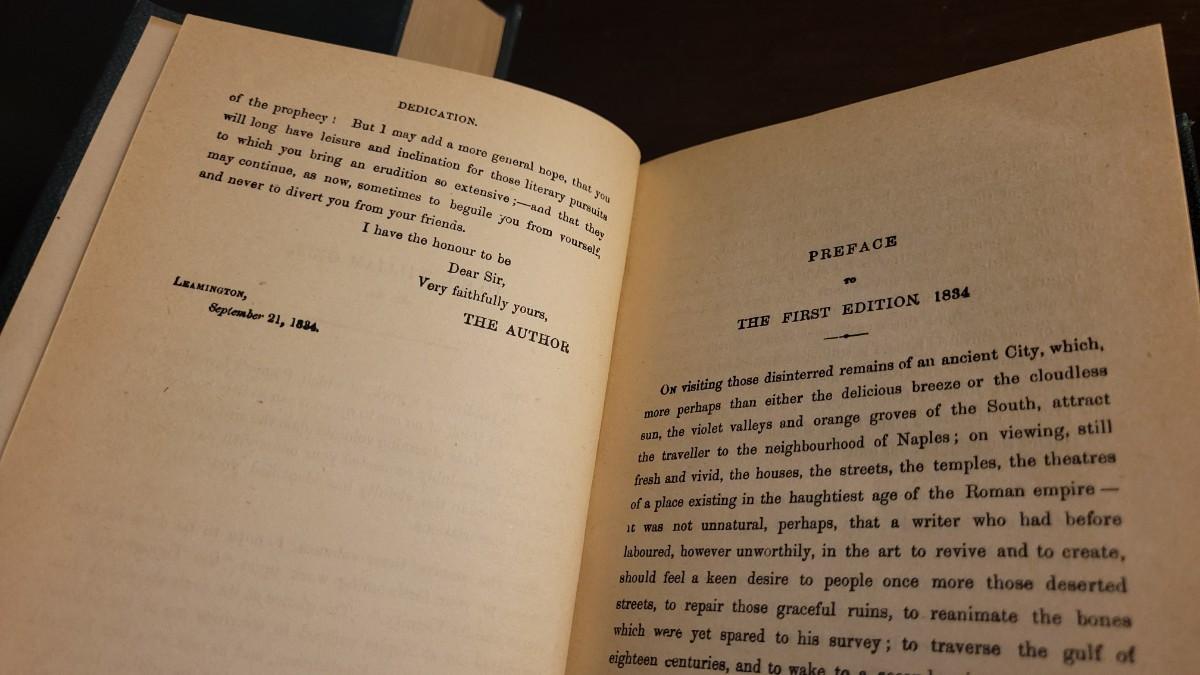 DEDICATION.
of the prophecy: But I may add a more general hope, that you
will long have leisure and inclination for those literary pursuits
to which you bring an erudition so extensive;—and that they
may continue, as now, sometimes to beguile you from yourself,
and never to divert you from your friends.
I have the honour to be
Dear Sir,
Very faithfully yours,
THE AUTHOR
LEAMINGTON,
September 21, 1834.
PREFACE
TO
THE FIRST EDITION 1834
ON visiting those disinterred remains of an ancient City, which,
more perhaps than either the delicious breeze or the cloudless
sun, the violet valleys and orange groves of the South, attract
the traveller to the neighbourhood of Naples; on viewing, still
fresh and vivid, the houses, the streets, the temples, the theatres
of a place existing in the haughtiest age of the Roman empire—
it was not unnatural, perhaps, that a writer who had before
laboured, however unworthily, in the art to revive and to create,
should feel a keen desire to people once more those deserted
streets, to repair those graceful ruins, to reanimate the bones
which were yet spared to his survey; to traverse the gulf of
eighteen centuries, and to wake to a